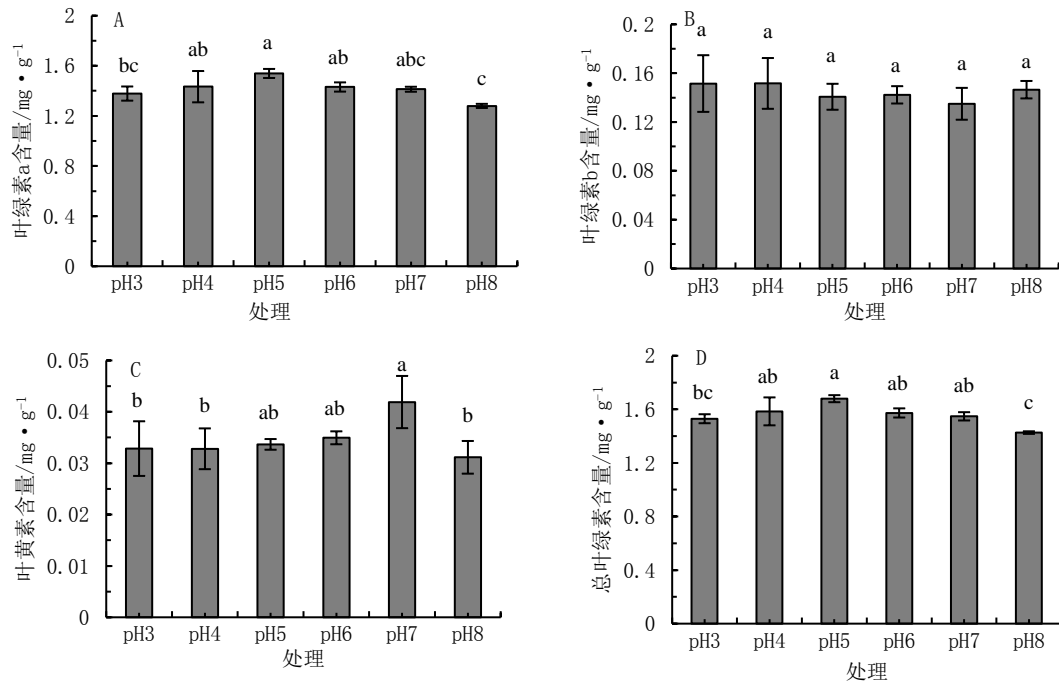 A
叶绿素a含量/mg·g⁻¹
2
1.6
1.2
0.8
0.4
0
bc ab a ab abc c
pH3 pH4 pH5 pH6 pH7 pH8
处理
B
叶绿素b含量/mg·g⁻¹
0.2
0.16
0.12
0.08
0.04
0
a a a a a a
pH3 pH4 pH5 pH6 pH7 pH8
处理
C
叶黄素含量/mg·g⁻¹
0.05
0.04
0.03
0.02
0.01
0
b b ab ab a b
pH3 pH4 pH5 pH6 pH7 pH8
处理
D
总叶绿素含量/mg·g⁻¹
2
1.6
1.2
0.8
0.4
0
bc ab a ab ab c
pH3 pH4 pH5 pH6 pH7 pH8
处理